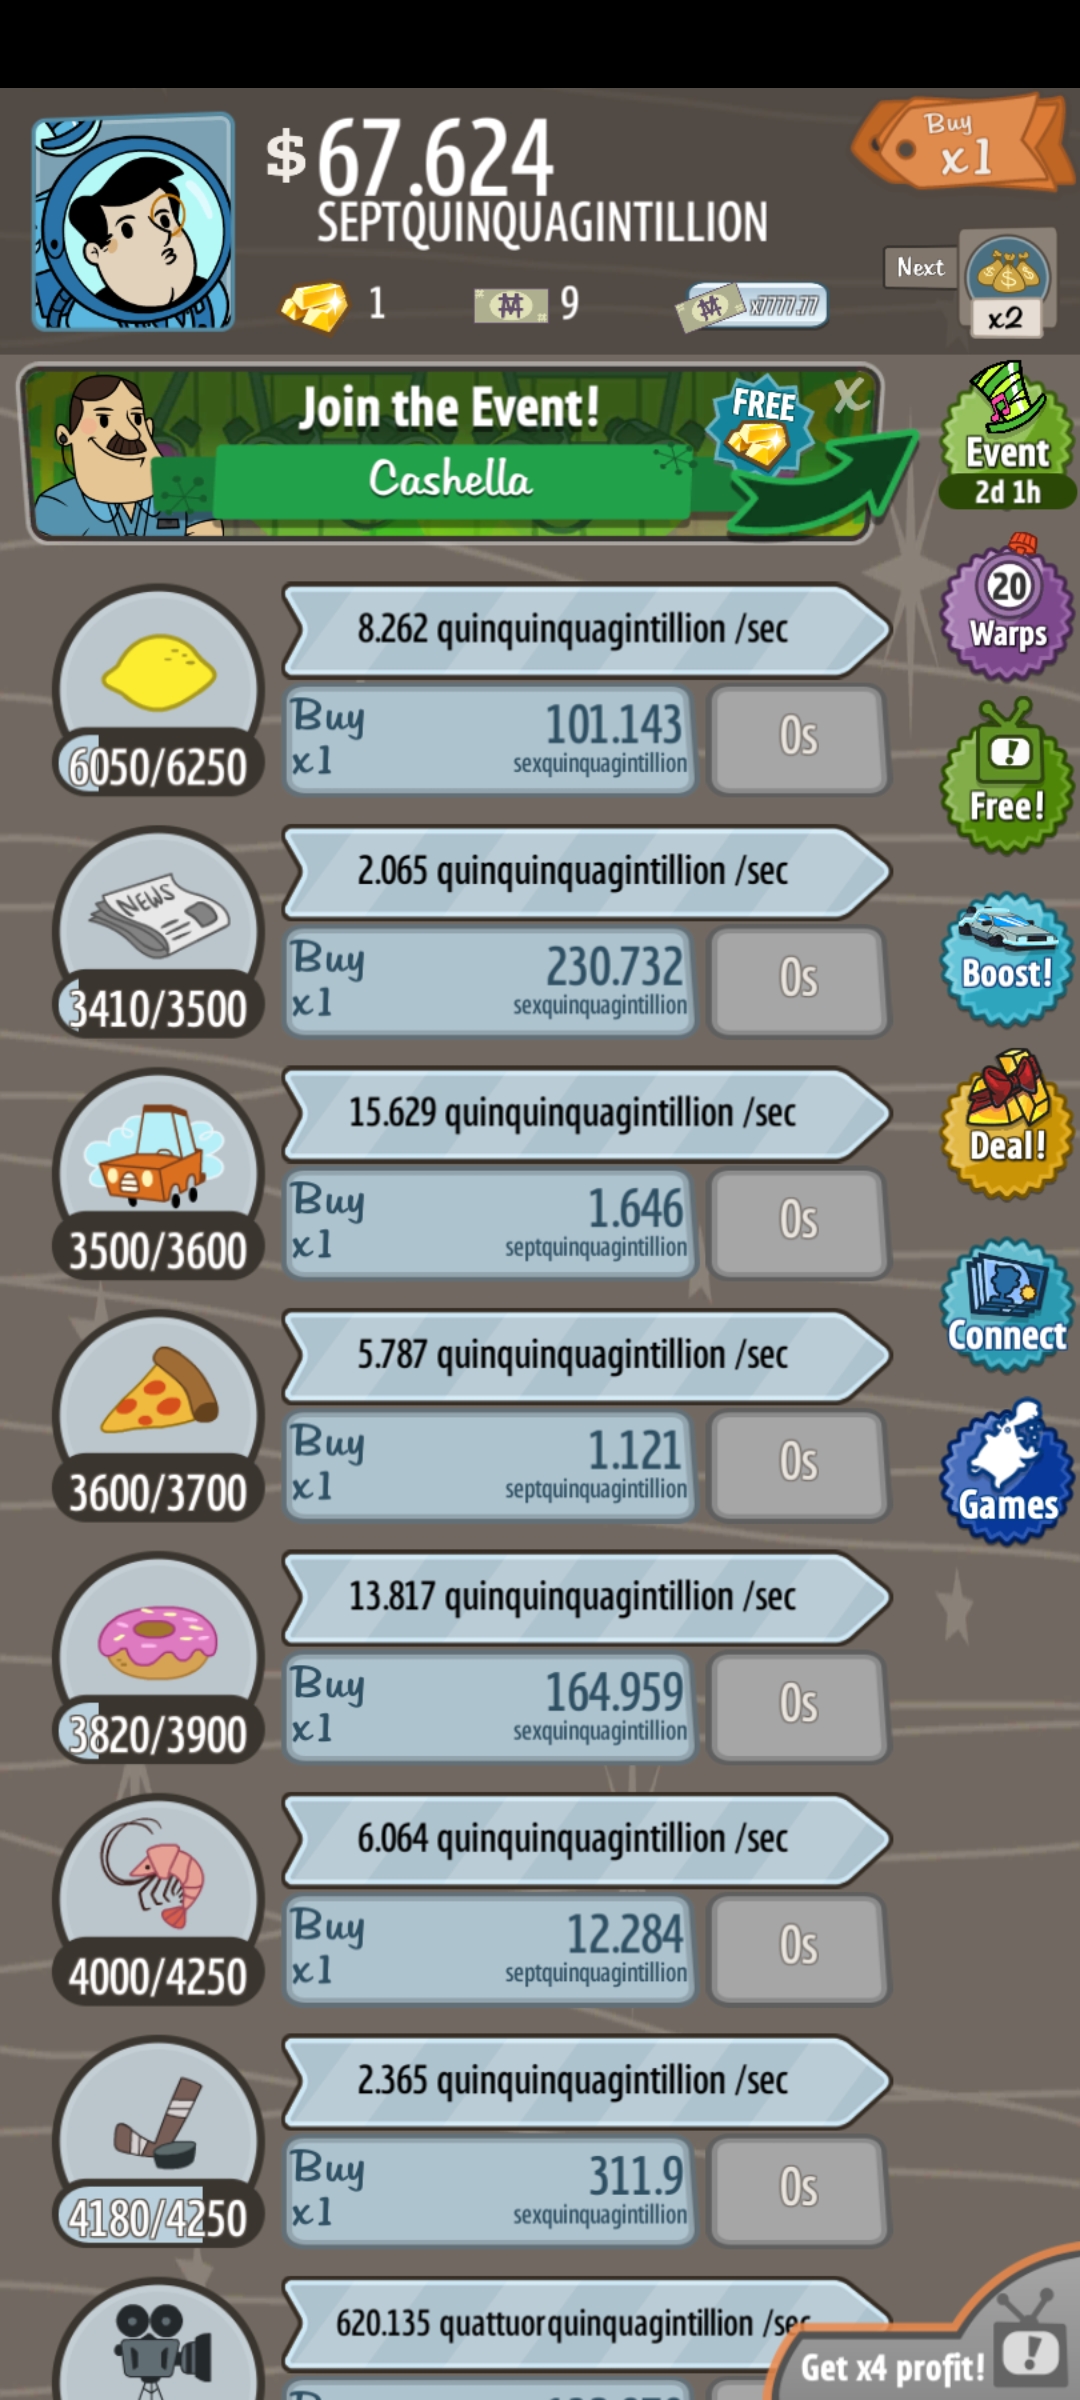 $67.624
SEPTQUINQUAGINTILLION
Buy
x1
1
9
x7777.77
Next
x2
Join the Event!
Cashella
FREE
X
Event
2d 1h
20
Warps
Free!
Boost!
Deal!
Connect
Games
8.262 quinquinquagintillion /sec
6050/6250
Buy
x1
101.143
sexquinquagintillion
0s
NEWS
2.065 quinquinquagintillion /sec
3410/3500
Buy
x1
230.732
sexquinquagintillion
0s
15.629 quinquinquagintillion /sec
3500/3600
Buy
x1
1.646
septquinquagintillion
0s
5.787 quinquinquagintillion /sec
3600/3700
Buy
x1
1.121
septquinquagintillion
0s
13.817 quinquinquagintillion /sec
3820/3900
Buy
x1
164.959
sexquinquagintillion
0s
6.064 quinquinquagintillion /sec
4000/4250
Buy
x1
12.284
septquinquagintillion
0s
2.365 quinquinquagintillion /sec
4180/4250
Buy
x1
311.9
sexquinquagintillion
0s
620.135 quattuorquinquagintillion /sec
Get x4 profit!